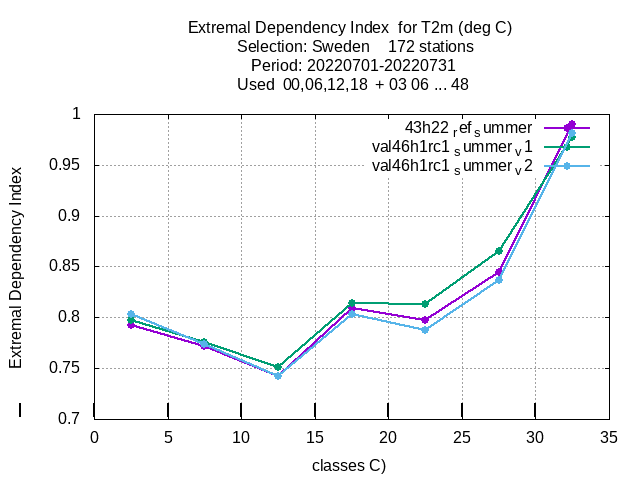 Extremal Dependency Index  for T2m (deg C)
Selection: Sweden    172 stations
Period: 20220701-20220731
Used  00,06,12,18  + 03 06 ... 48
43h22 refsummer
val46h1rc1 summer v1
val46h1rc1 summer v2
Extremal Dependency Index
1
0.95
0.9
0.85
0.8
0.75
0.7
0 5 10 15 20 25 30 35
classes C)